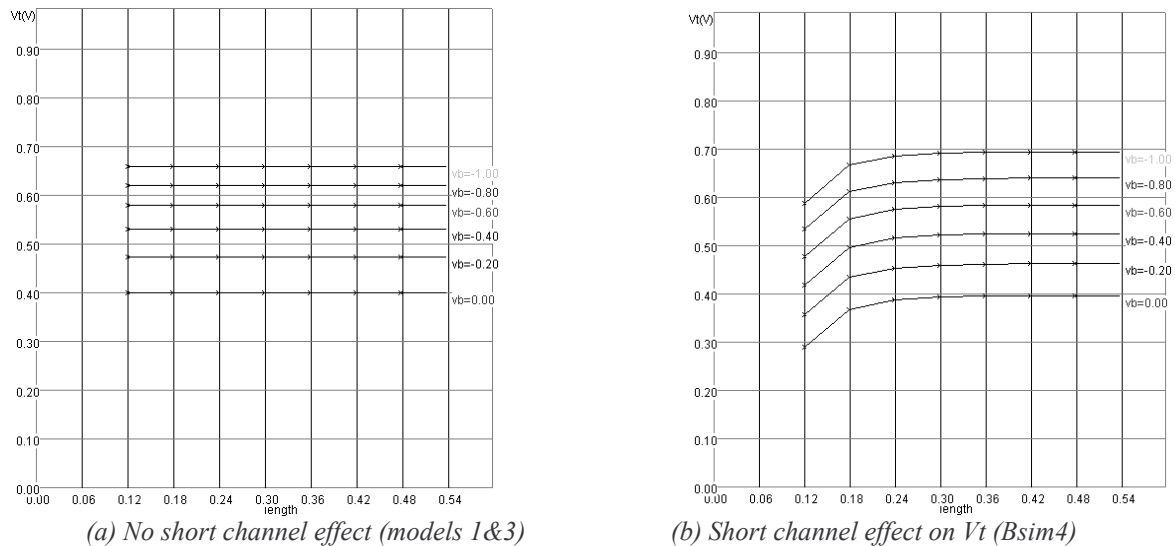 Vt(V)
0.90
0.80
0.70
0.60
0.50
0.40
0.30
0.20
0.10
0.00
vb=-1.00
vb=-0.80
vb=-0.60
vb=-0.40
vb=-0.20
vb=0.00
0.00 0.06 0.12 0.18 0.24 0.30 0.36 0.42 0.48 0.54
length
(a) No short channel effect (models 1&3)
Vt(V)
0.90
0.80
0.70
0.60
0.50
0.40
0.30
0.20
0.10
0.00
vb=-1.00
vb=-0.80
vb=-0.60
vb=-0.40
vb=-0.20
vb=0.00
0.00 0.06 0.12 0.18 0.24 0.30 0.36 0.42 0.48 0.54
length
(b) Short channel effect on Vt (Bsim4)